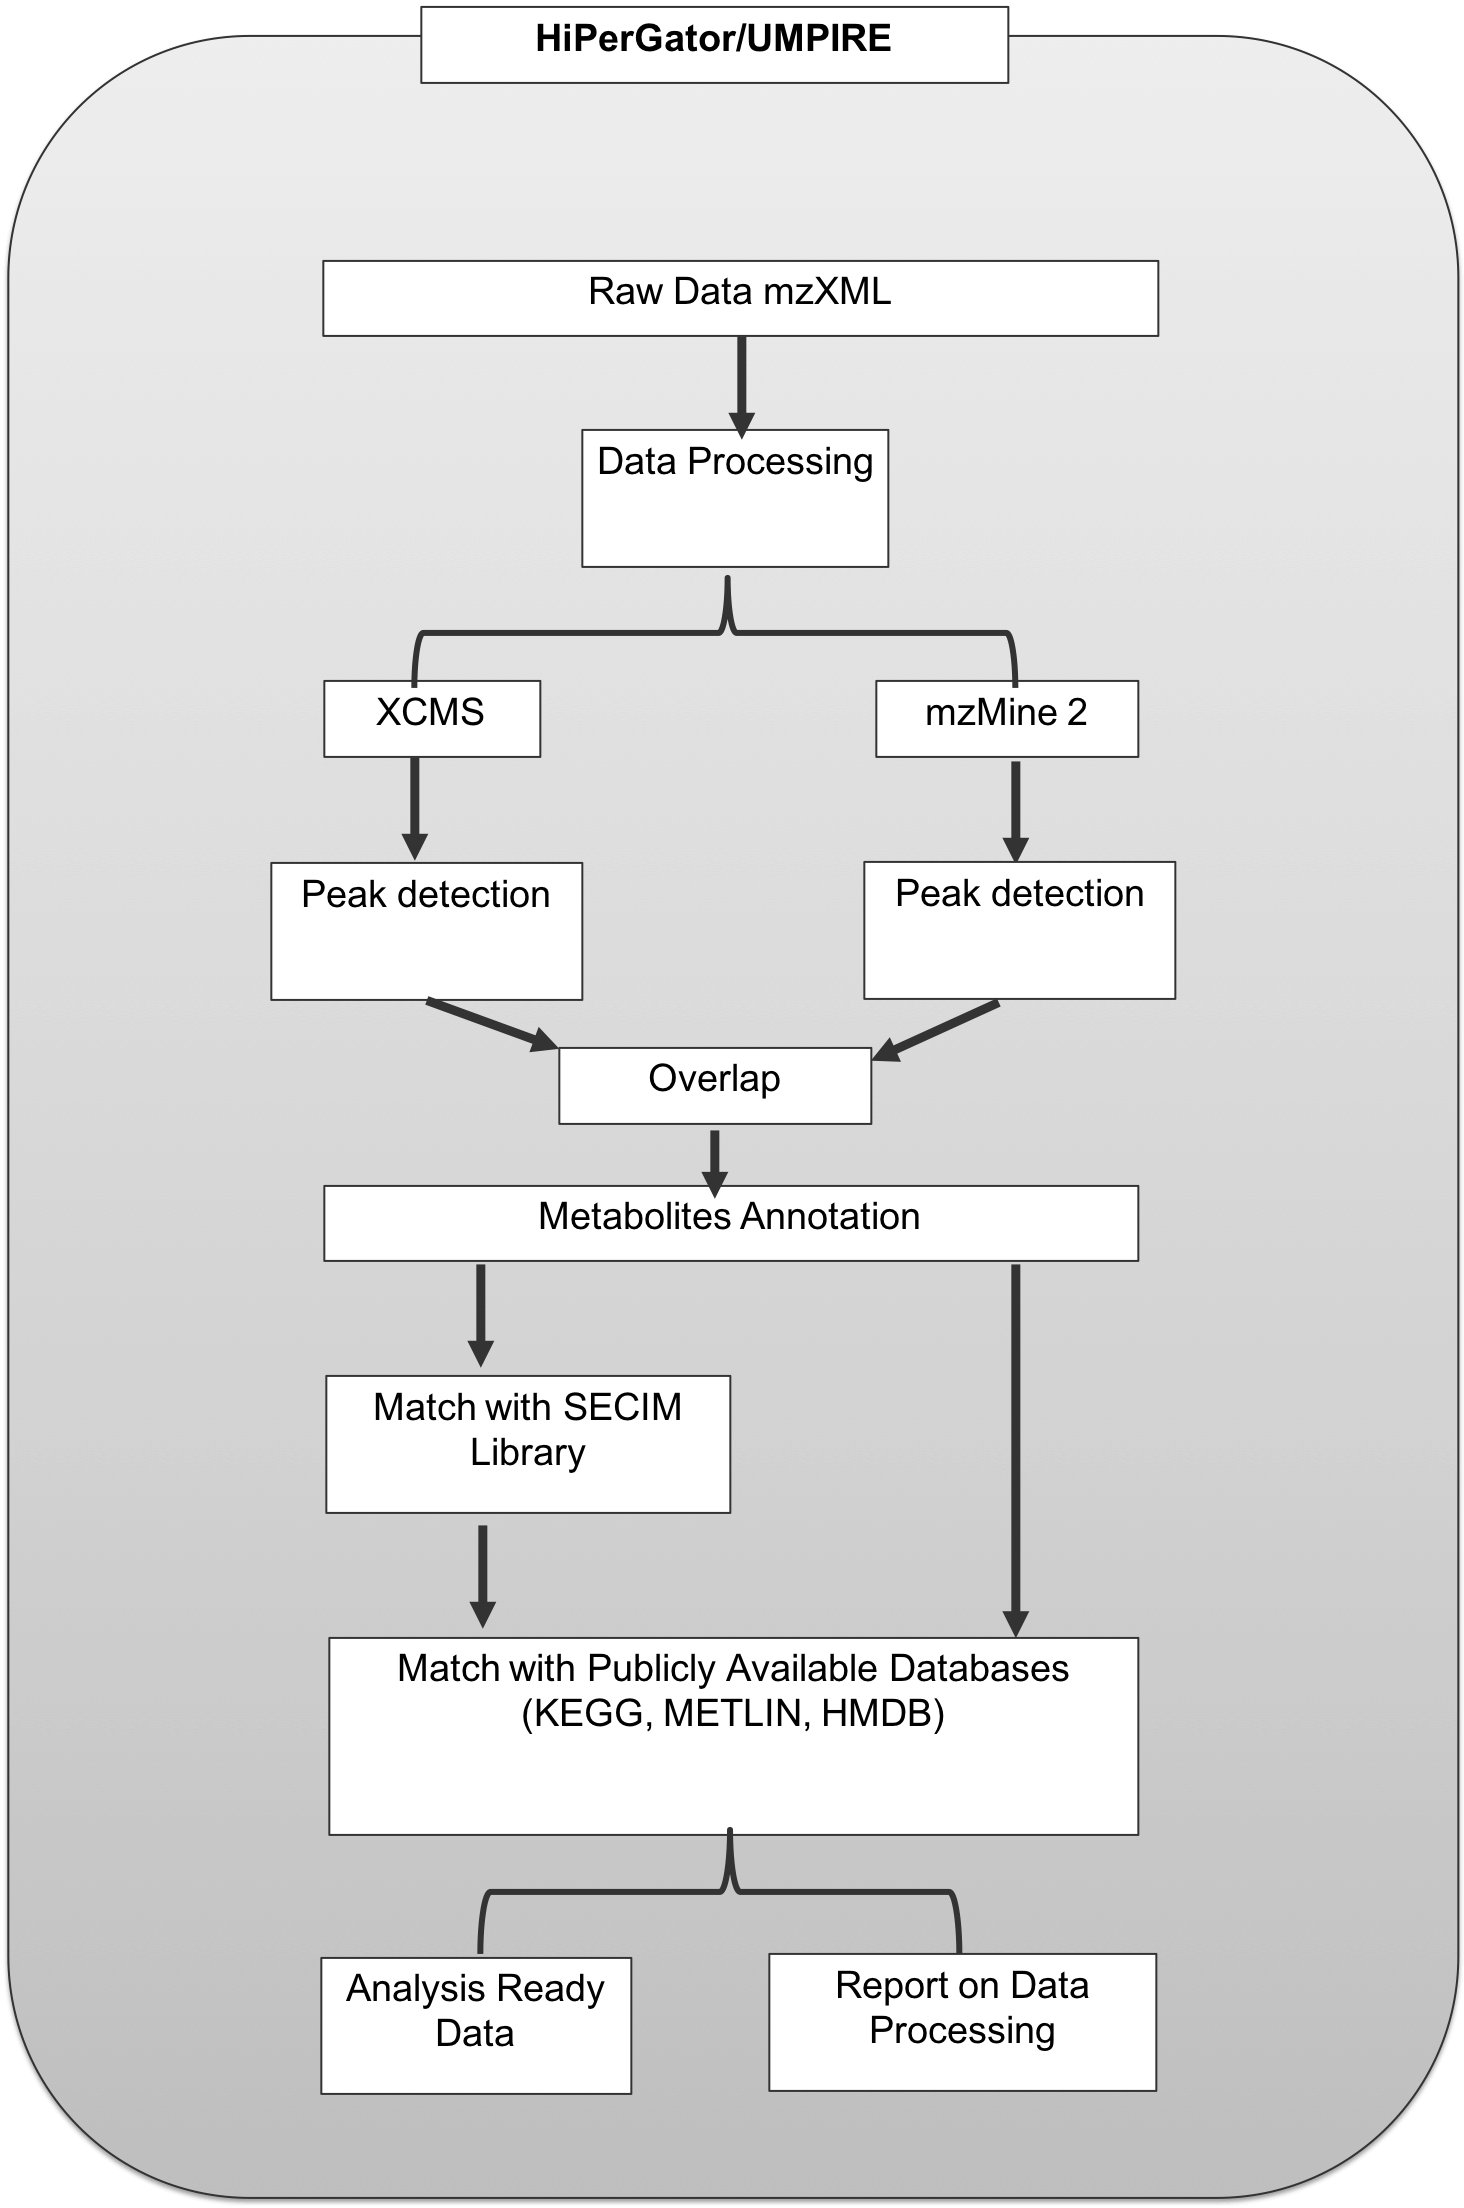 HiPerGator/UMPIRE
Raw Data mzXML
Data Processing
XCMS
mzMine 2
Peak detection
Peak detection
Overlap
Metabolites Annotation
Match with SECIM
Library
Match with Publicly Available Databases
(KEGG, METLIN, HMDB)
Analysis Ready
Data
Report on Data
Processing